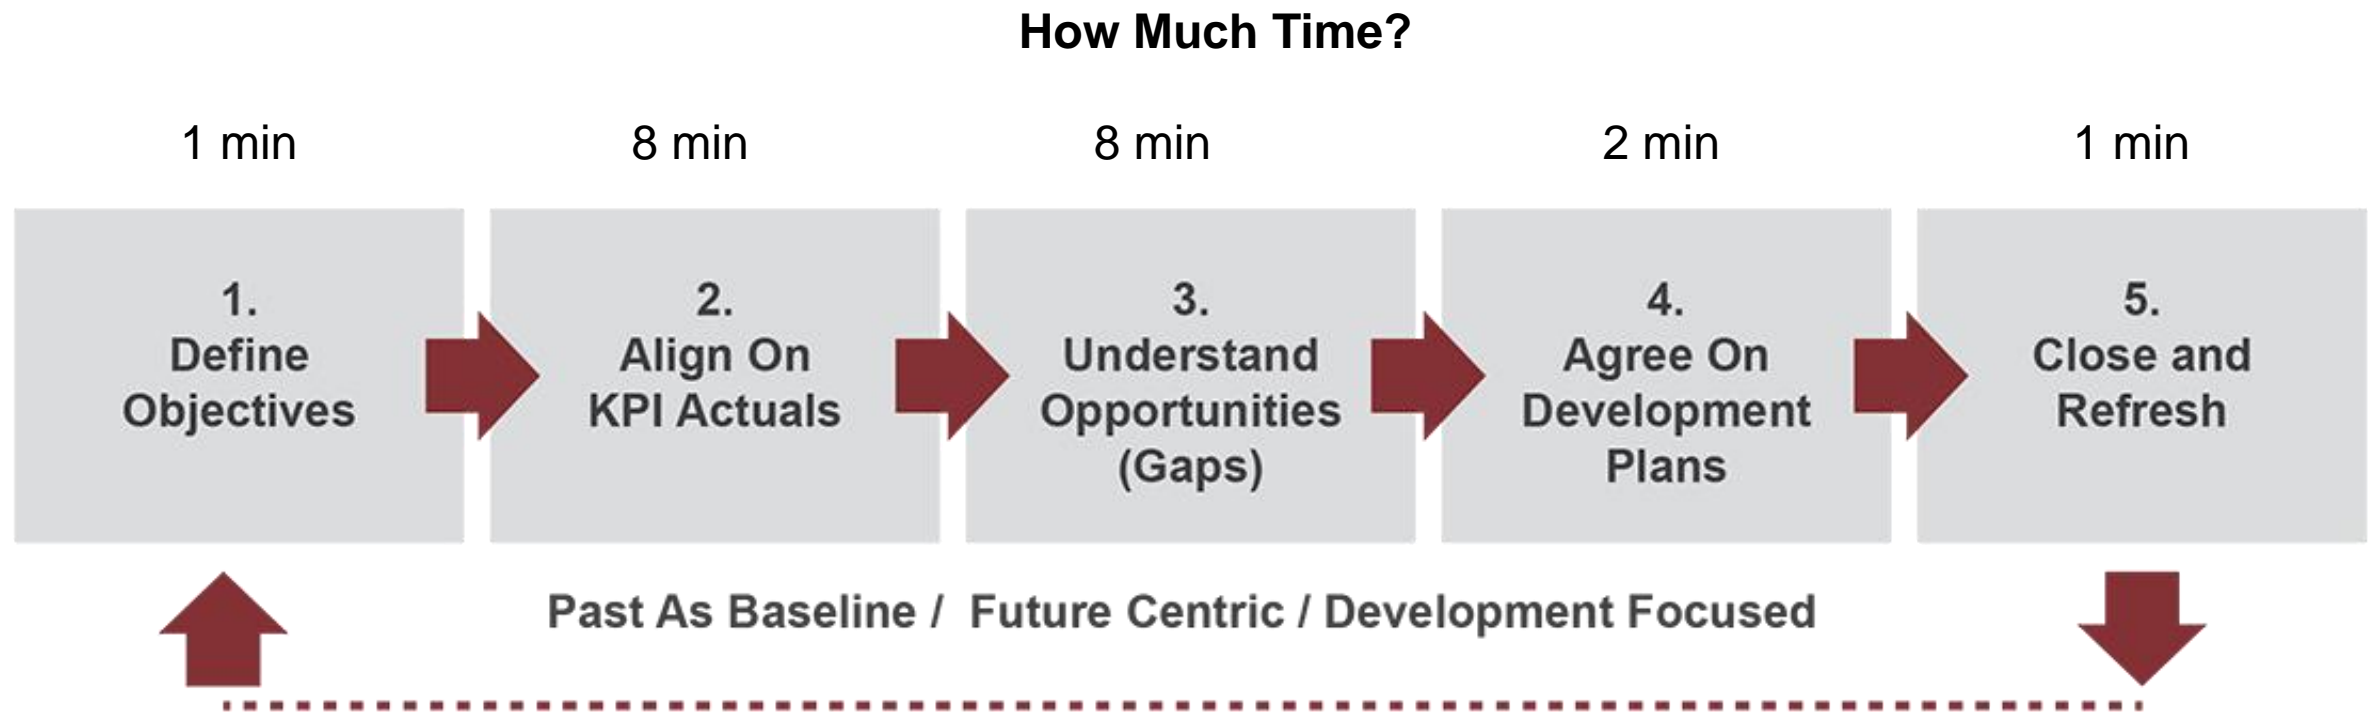 How Much Time?
1 min
8 min
8 min
2 min
1 min
1.
Define
Objectives
2.
Align On
KPI Actuals
3.
Understand
Opportunities
(Gaps)
4.
Agree On
Development
Plans
5.
Close and
Refresh
Past As Baseline / Future Centric / Development Focused